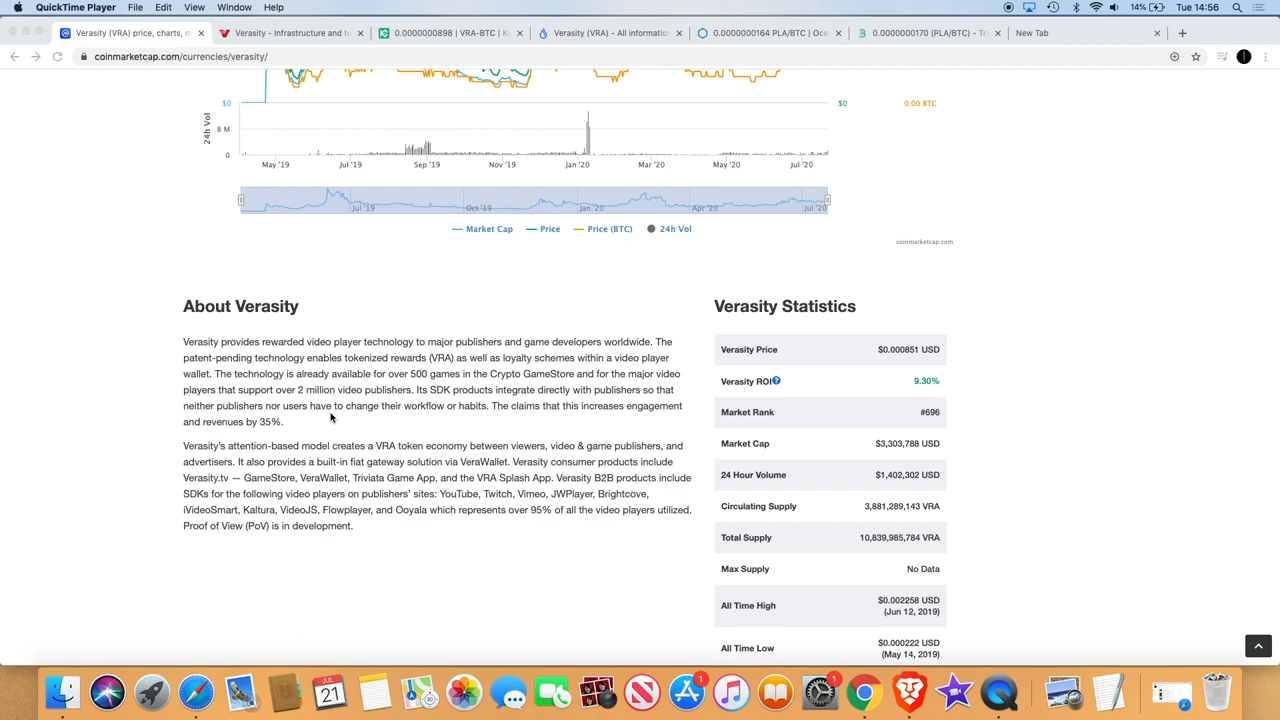 QuickTime Player File Edit View Window Help
14% Tue 14:56
Verasity (VRA) price, charts, m
Verasity - Infrastructure and to
0.0000000898 | VRA-BTC | Ku
Verasity (VRA) - All informatio
0.0000000164 PLA/BTC | Oce
0.0000000170 (PLA/BTC) - Tr
New Tab
coinmarketcap.com/currencies/verasity/
$0
$0
0.00 BTC
24h Vol
8 M
0
May '19 Jul '19 Sep '19 Nov '19 Jan '20 Mar '20 May '20 Jul '20
Jul '19 Oct '19 Jan '20 Apr '20 Jul '20
Market Cap Price Price (BTC) 24h Vol
coinmarketcap.com
About Verasity
Verasity provides rewarded video player technology to major publishers and game developers worldwide. The
patent-pending technology enables tokenized rewards (VRA) as well as loyalty schemes within a video player
wallet. The technology is already available for over 500 games in the Crypto GameStore and for the major video
players that support over 2 million video publishers. Its SDK products integrate directly with publishers so that
neither publishers nor users have to change their workflow or habits. The claims that this increases engagement
and revenues by 35%.
Verasity's attention-based model creates a VRA token economy between viewers, video & game publishers, and
advertisers. It also provides a built-in fiat gateway solution via VeraWallet. Verasity consumer products include
Verasity.tv — GameStore, VeraWallet, Triviata Game App, and the VRA Splash App. Verasity B2B products include
SDKs for the following video players on publishers' sites: YouTube, Twitch, Vimeo, JWPlayer, Brightcove,
iVideoSmart, Kaltura, VideoJS, Flowplayer, and Ooyala which represents over 95% of all the video players utilized.
Proof of View (PoV) is in development.
Verasity Statistics
Verasity Price $0.000851 USD
Verasity ROI ? 9.30%
Market Rank #696
Market Cap $3,303,788 USD
24 Hour Volume $1,402,302 USD
Circulating Supply 3,881,289,143 VRA
Total Supply 10,839,985,784 VRA
Max Supply No Data
All Time High $0.002258 USD
(Jun 12, 2019)
All Time Low $0.000222 USD
(May 14, 2019)
JUL
21
1
1